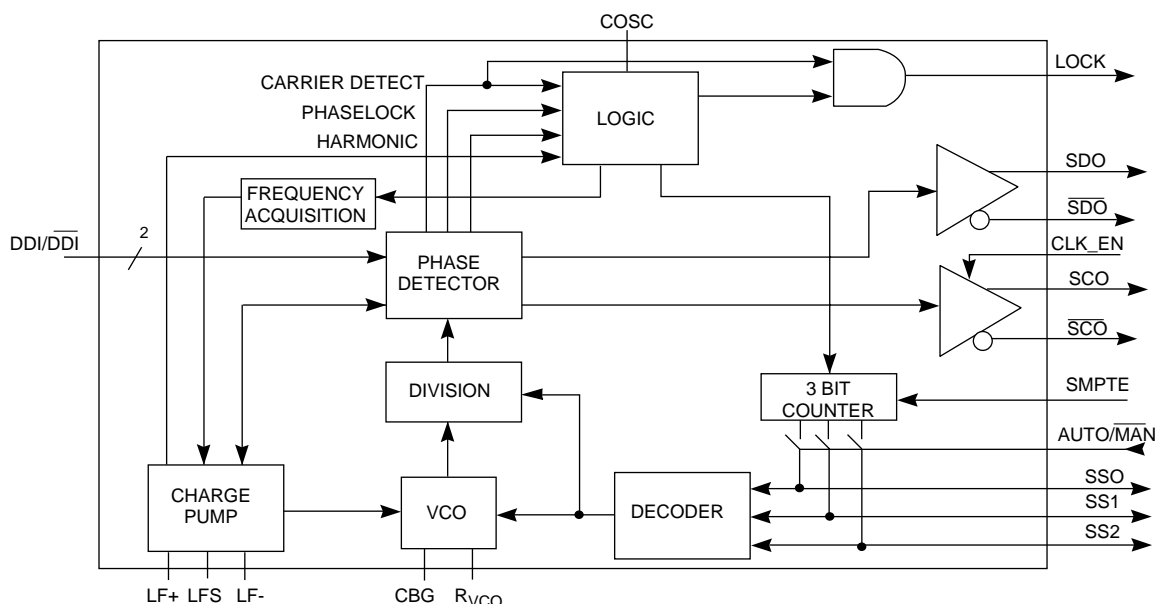 COSC
LOCK
CARRIER DETECT
PHASELOCK
LOGIC
HARMONIC
SDO
FREQUENCY
ACQUISITION
SDO
2
DDI/DDI
CLK_EN
PHASE
DETECTOR
SCO
SCO
DIVISION
3 BIT
COUNTER
SMPTE
AUTO/MAN
SSO
CHARGE
PUMP
VCO
DECODER
SS1
SS2
LF+ LFS LF-
CBG
RVCO